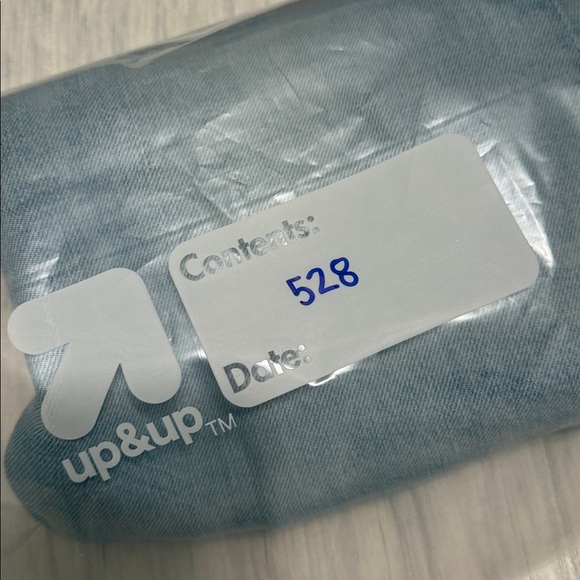 Contents:
528
Date:
up&up™